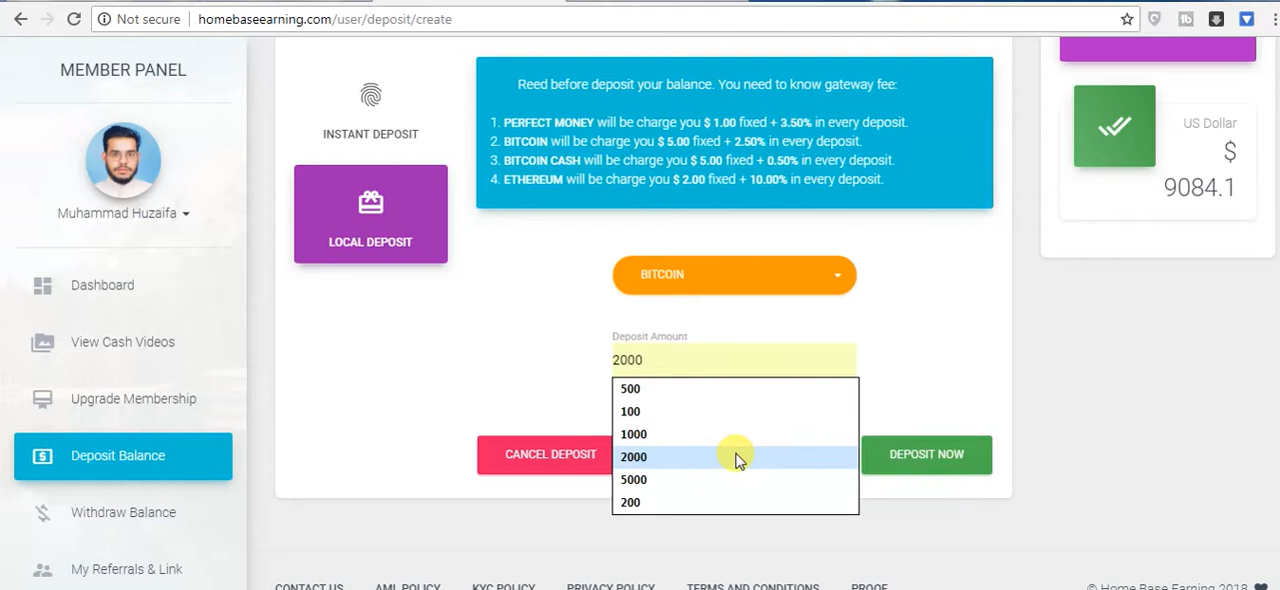 Not secure
homebaseearning.com/user/deposit/create
MEMBER PANEL
Muhammad Huzaifa
Dashboard
View Cash Videos
Upgrade Membership
Deposit Balance
Withdraw Balance
My Referrals & Link
INSTANT DEPOSIT
LOCAL DEPOSIT
Reed before deposit your balance. You need to know gateway fee:
1. PERFECT MONEY will be charge you $ 1.00 fixed + 3.50% in every deposit.
2. BITCOIN will be charge you $ 5.00 fixed + 2.50% in every deposit.
3. BITCOIN CASH will be charge you $ 5.00 fixed + 0.50% in every deposit.
4. ETHEREUM will be charge you $ 2.00 fixed + 10.00% in every deposit.
BITCOIN
Deposit Amount
2000
500
100
1000
2000
5000
200
CANCEL DEPOSIT
DEPOSIT NOW
US Dollar
$
9084.1
CONTACT US AML POLICY KYC POLICY PRIVACY POLICY TERMS AND CONDITIONS PROOF
© Home Base Earning 2018